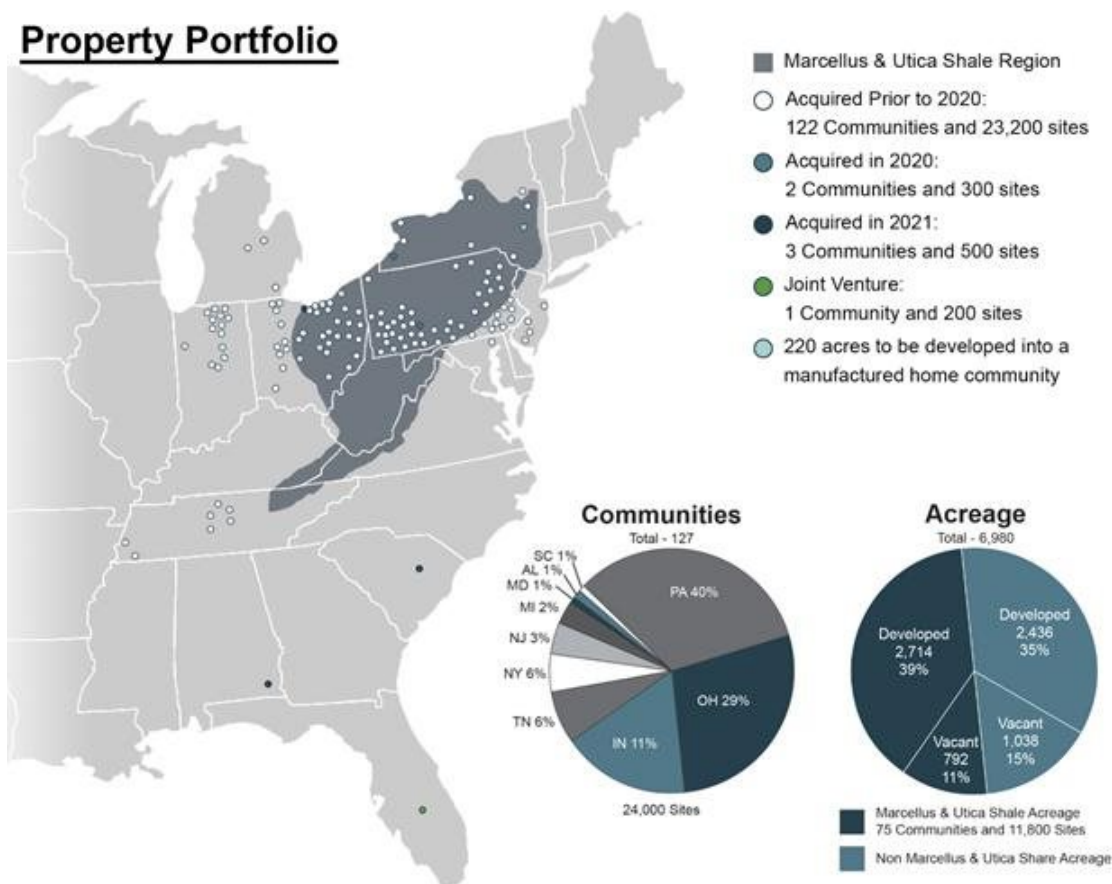 Property Portfolio
Marcellus & Utica Shale Region
Acquired Prior to 2020:
122 Communities and 23,200 sites
Acquired in 2020:
2 Communities and 300 sites
Acquired in 2021:
3 Communities and 500 sites
Joint Venture:
1 Community and 200 sites
220 acres to be developed into a
manufactured home community
Communities
Total - 127
SC 1%
AL 1%
MD 1%
MI 2%
NJ 3%
NY 6%
TN 6%
IN 11%
OH 29%
PA 40%
24,000 Sites
Acreage
Total - 6,980
Developed
2,714
39%
Developed
2,436
35%
Vacant
792
11%
Vacant
1,038
15%
Marcellus & Utica Shale Acreage
75 Communities and 11,800 Sites
Non Marcellus & Utica Share Acreage